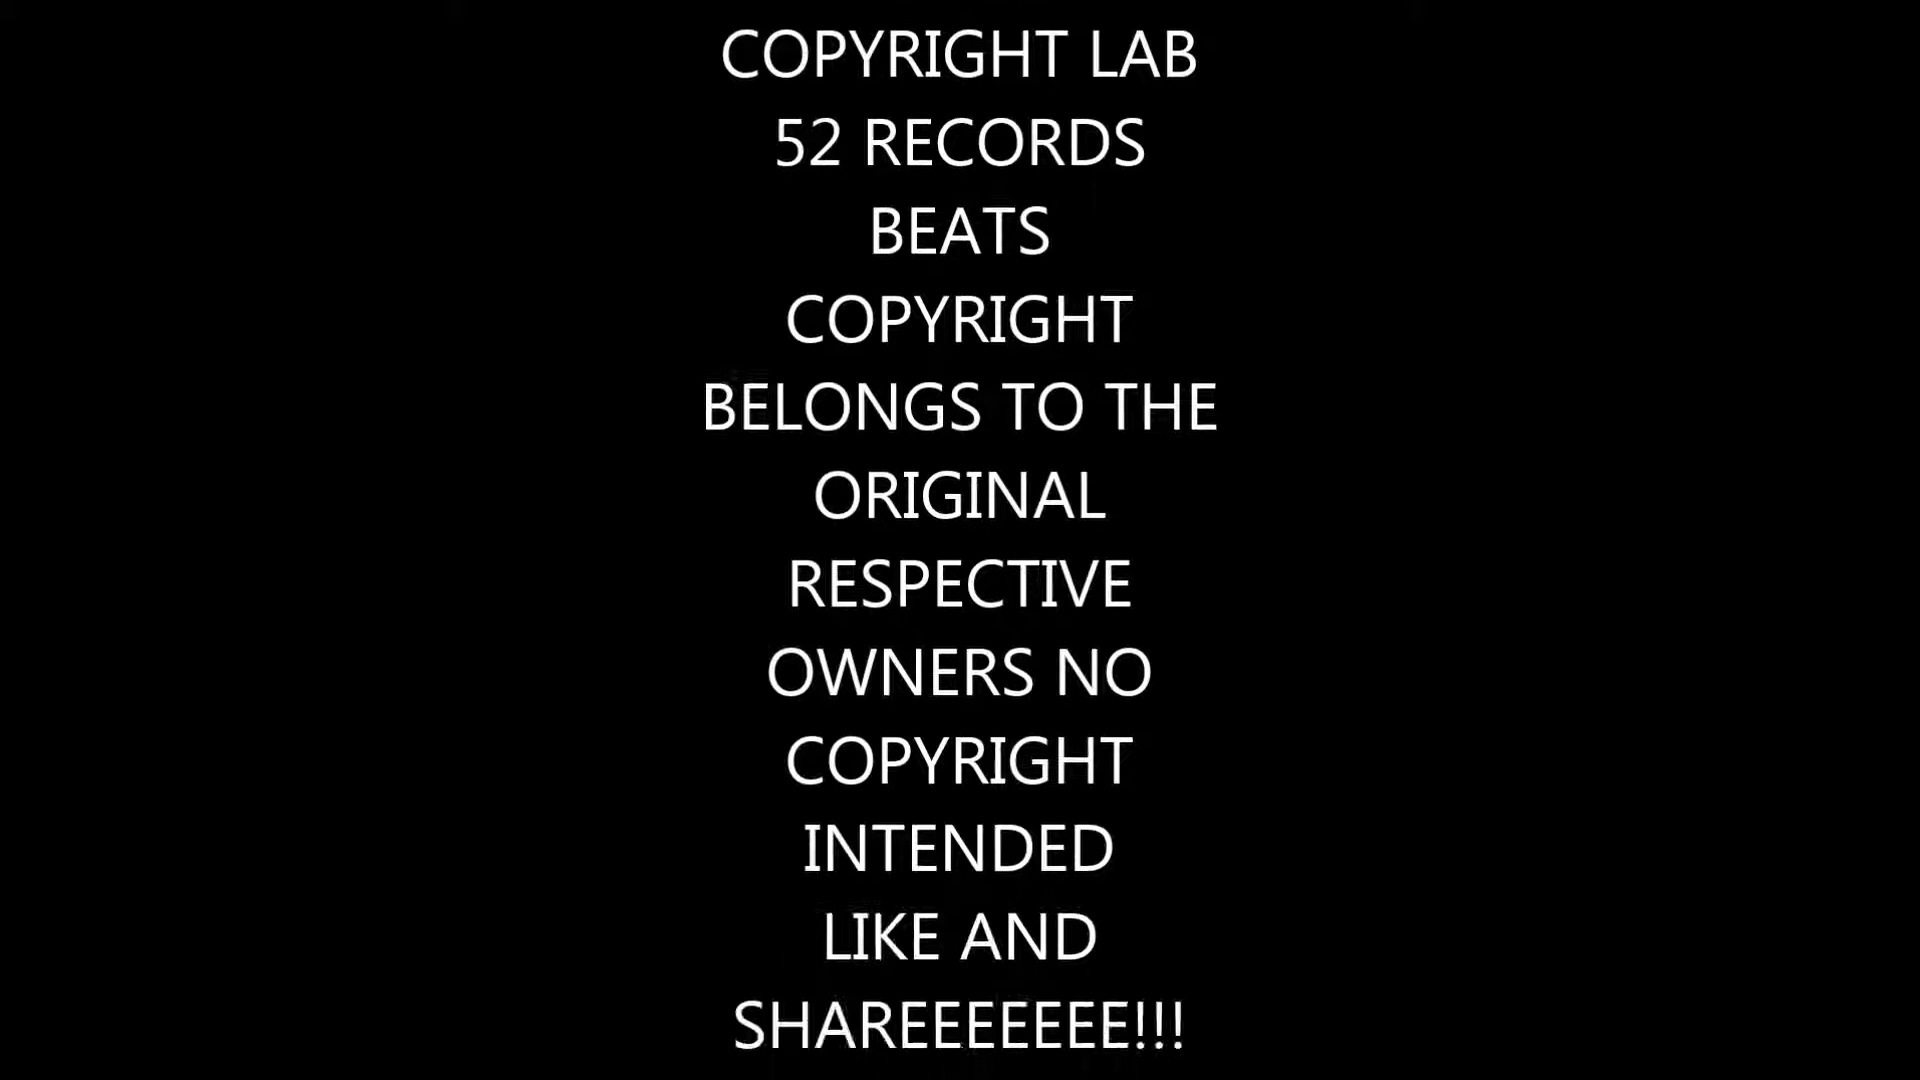 COPYRIGHT LAB
52 RECORDS
BEATS
COPYRIGHT
BELONGS TO THE
ORIGINAL
RESPECTIVE
OWNERS NO
COPYRIGHT
INTENDED
LIKE AND
SHAREEEEEEE!!!